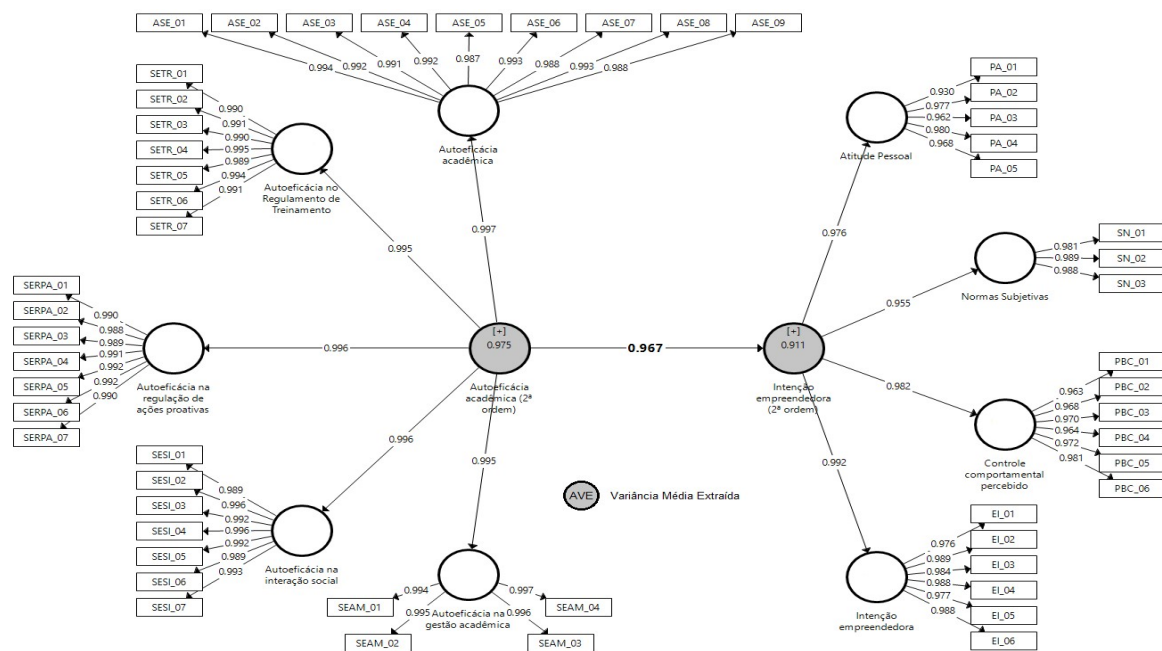 ASE_01
ASE_02
ASE_03
ASE_04
ASE_05
ASE_06
ASE_07
ASE_08
ASE_09
0.994
0.992
0.991
0.992
0.987
0.993
0.988
0.993
0.988
Autoeficácia
acadêmica
SETR_01
SETR_02
SETR_03
SETR_04
SETR_05
SETR_06
SETR_07
0.990
0.991
0.990
0.995
0.989
0.994
0.991
Autoeficácia no
Regulamento de
Treinamento
PA_01
PA_02
PA_03
PA_04
PA_05
0.930
0.977
0.962
0.980
0.968
Atitude Pessoal
0.995
0.997
0.976
SN_01
SN_02
SN_03
0.981
0.989
0.988
Normas Subjetivas
0.955
SERPA_01
SERPA_02
SERPA_03
SERPA_04
SERPA_05
SERPA_06
SERPA_07
0.990
0.988
0.989
0.991
0.992
0.992
0.990
Autoeficácia na
regulação de
ações proativas
0.996
[+]
0.975
Autoeficácia
acadêmica (2ª
ordem)
0.967
[+]
0.911
Intenção
empreendedora
(2ª ordem)
0.982
PBC_01
PBC_02
PBC_03
PBC_04
PBC_05
PBC_06
0.963
0.968
0.970
0.964
0.972
0.981
Controle
comportamental
percebido
0.996
0.995
0.992
SESI_01
SESI_02
SESI_03
SESI_04
SESI_05
SESI_06
SESI_07
0.989
0.996
0.992
0.996
0.992
0.989
0.993
Autoeficácia na
interação social
AVE Variância Média Extraída
EI_01
EI_02
EI_03
EI_04
EI_05
EI_06
0.976
0.989
0.984
0.988
0.977
0.988
Intenção
empreendedora
SEAM_01
SEAM_02
SEAM_04
SEAM_03
0.994
0.995
0.997
0.996
Autoeficácia na
gestão acadêmica